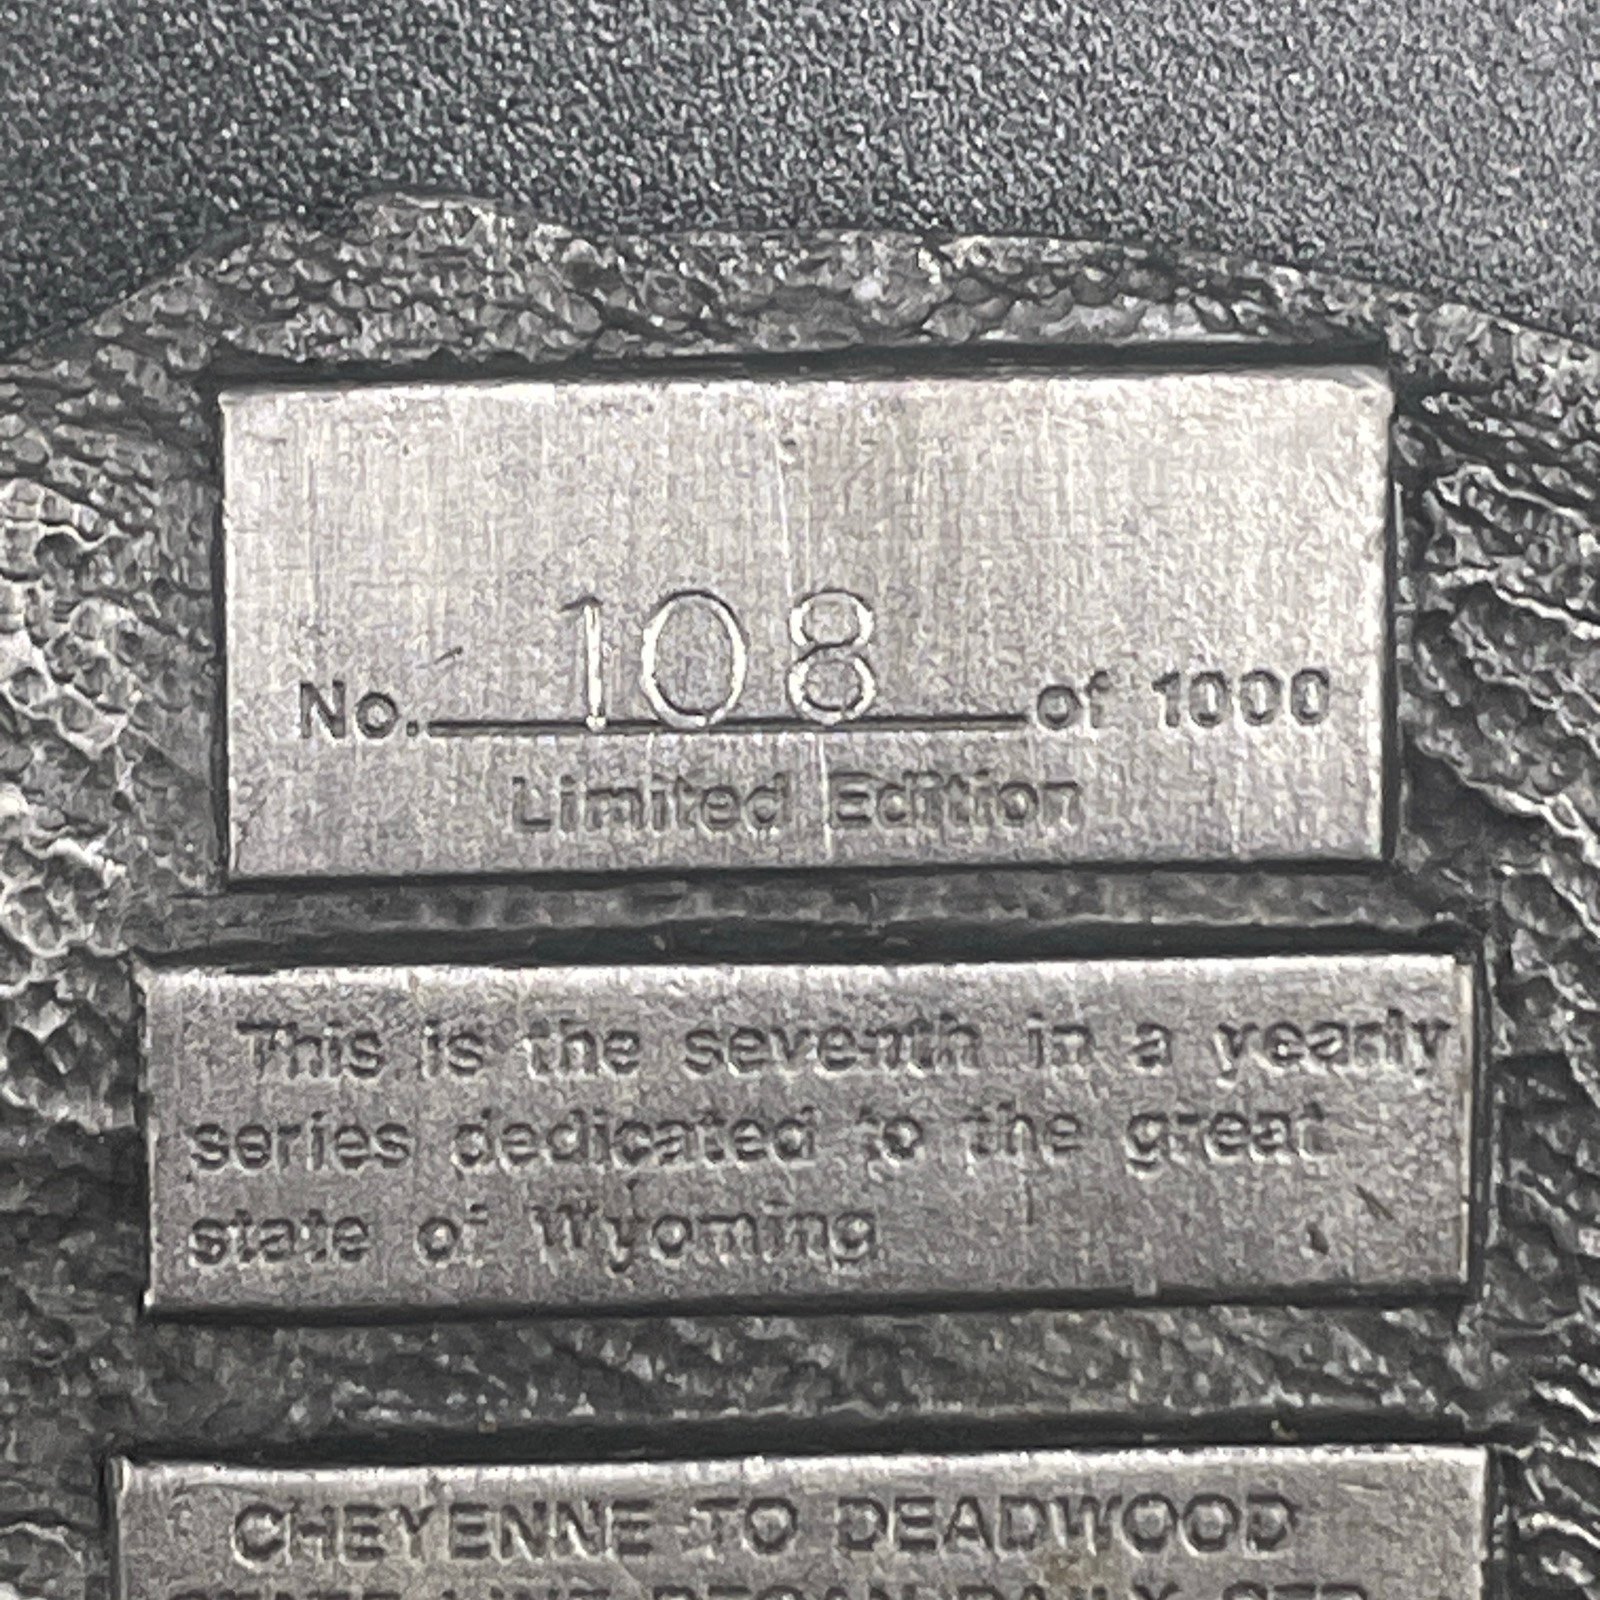 No. 108 of 1000
Limited Edition
This is the seventh in a yearly
series dedicated to the great
state of Wyoming
CHEYENNE TO DEADWOOD